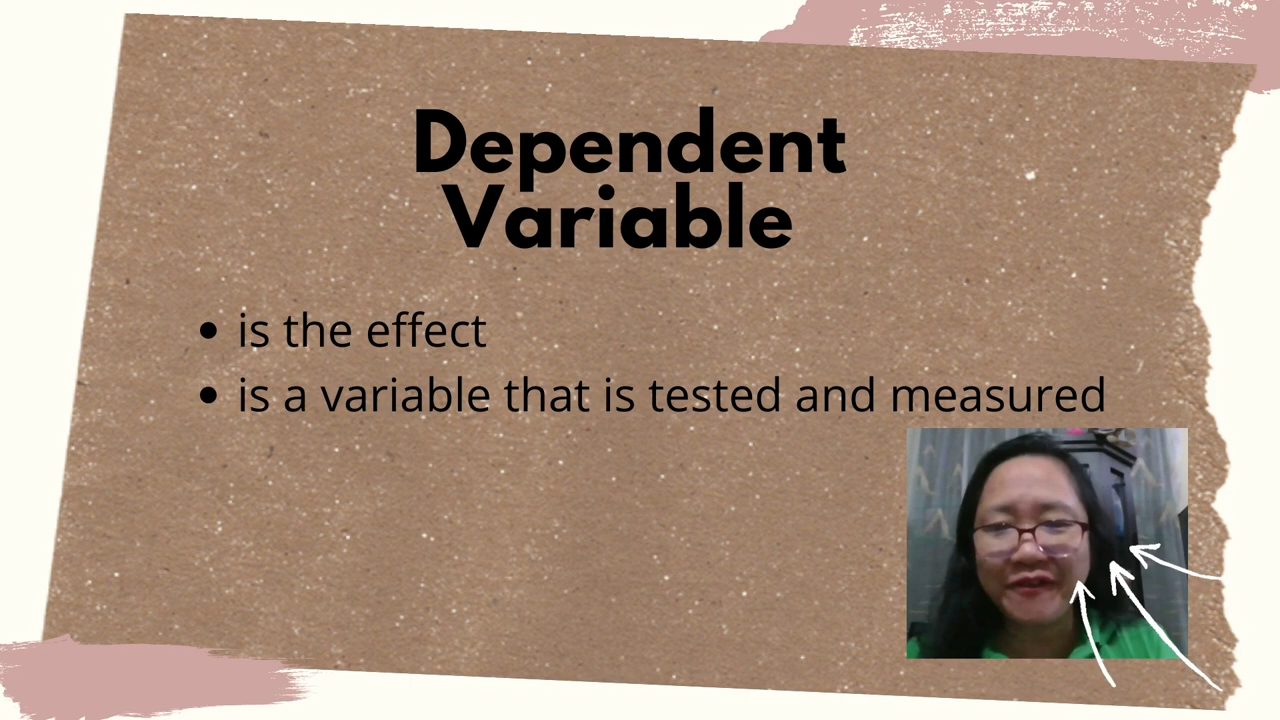 Dependent
Variable
• is the effect
• is a variable that is tested and measured